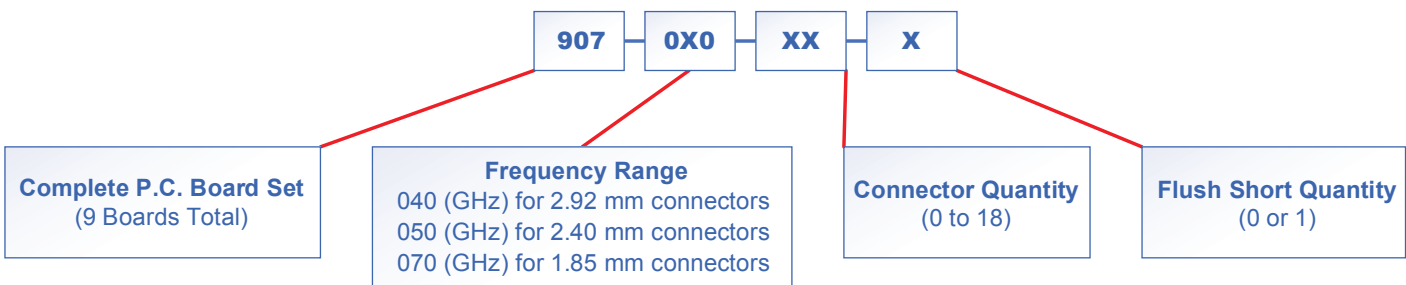 907 0X0 XX X
Complete P.C. Board Set
(9 Boards Total)
Frequency Range
040 (GHz) for 2.92 mm connectors
050 (GHz) for 2.40 mm connectors
070 (GHz) for 1.85 mm connectors
Connector Quantity
(0 to 18)
Flush Short Quantity
(0 or 1)